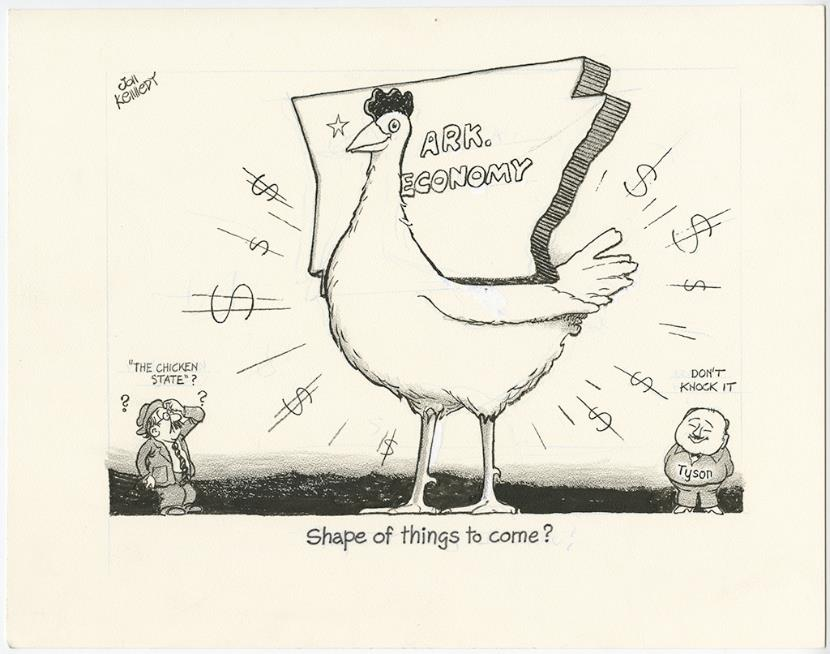 Jon
Kennedy
ARK.
ECONOMY
"THE CHICKEN
STATE"?
?
?
DON'T
KNOCK IT
Tyson
$
$
$
$
$
$
$
$
$
$
Shape of things to come?